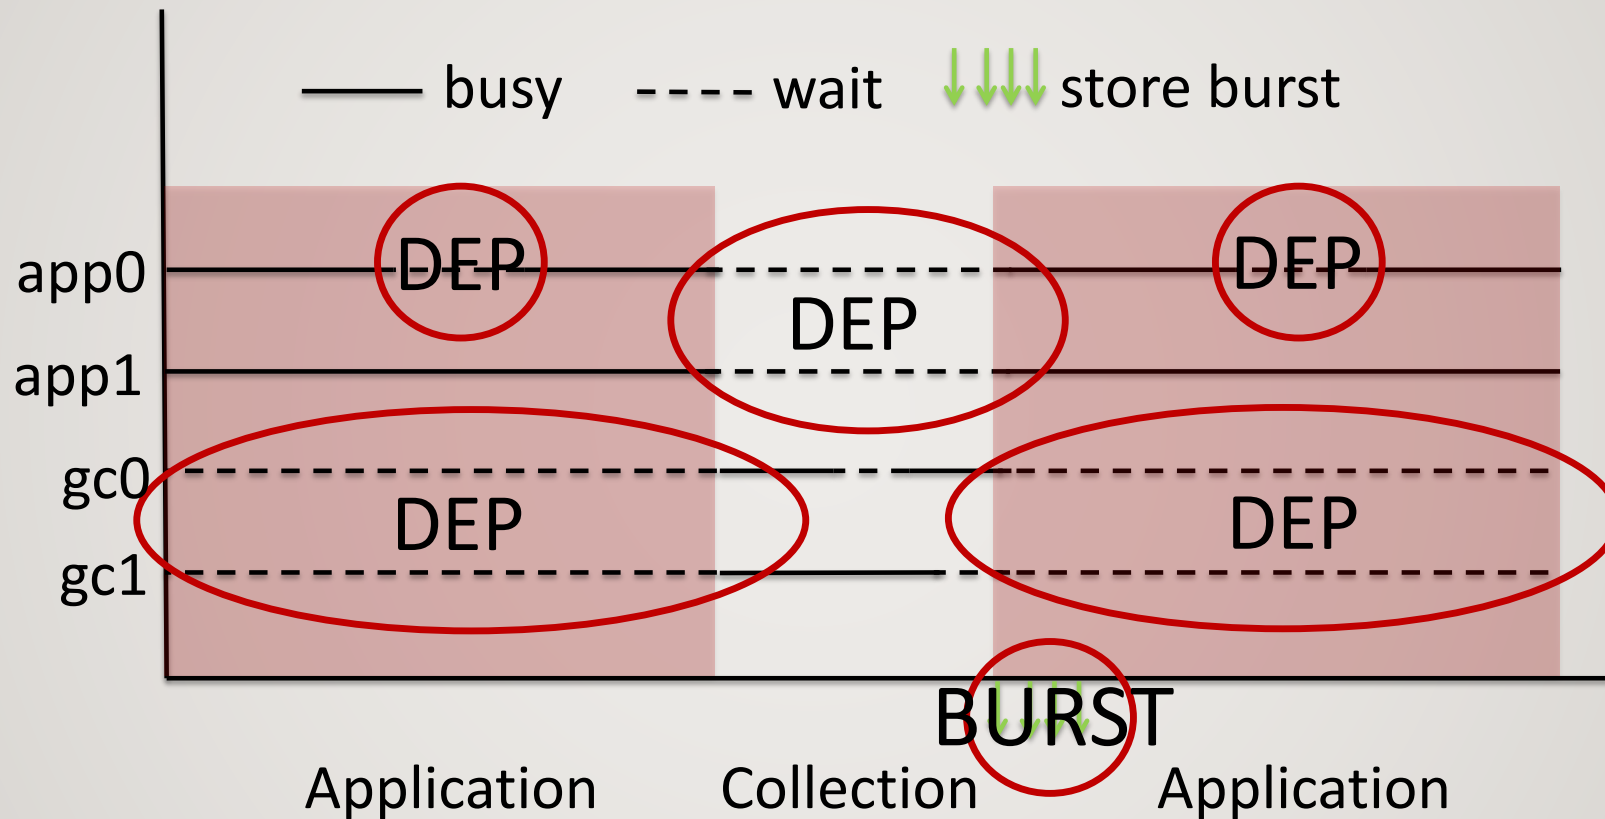 busy wait store burst
DEP DEP
app0
DEP
app1
gc0
DEP DEP
gc1
BURST
Application Collection Application